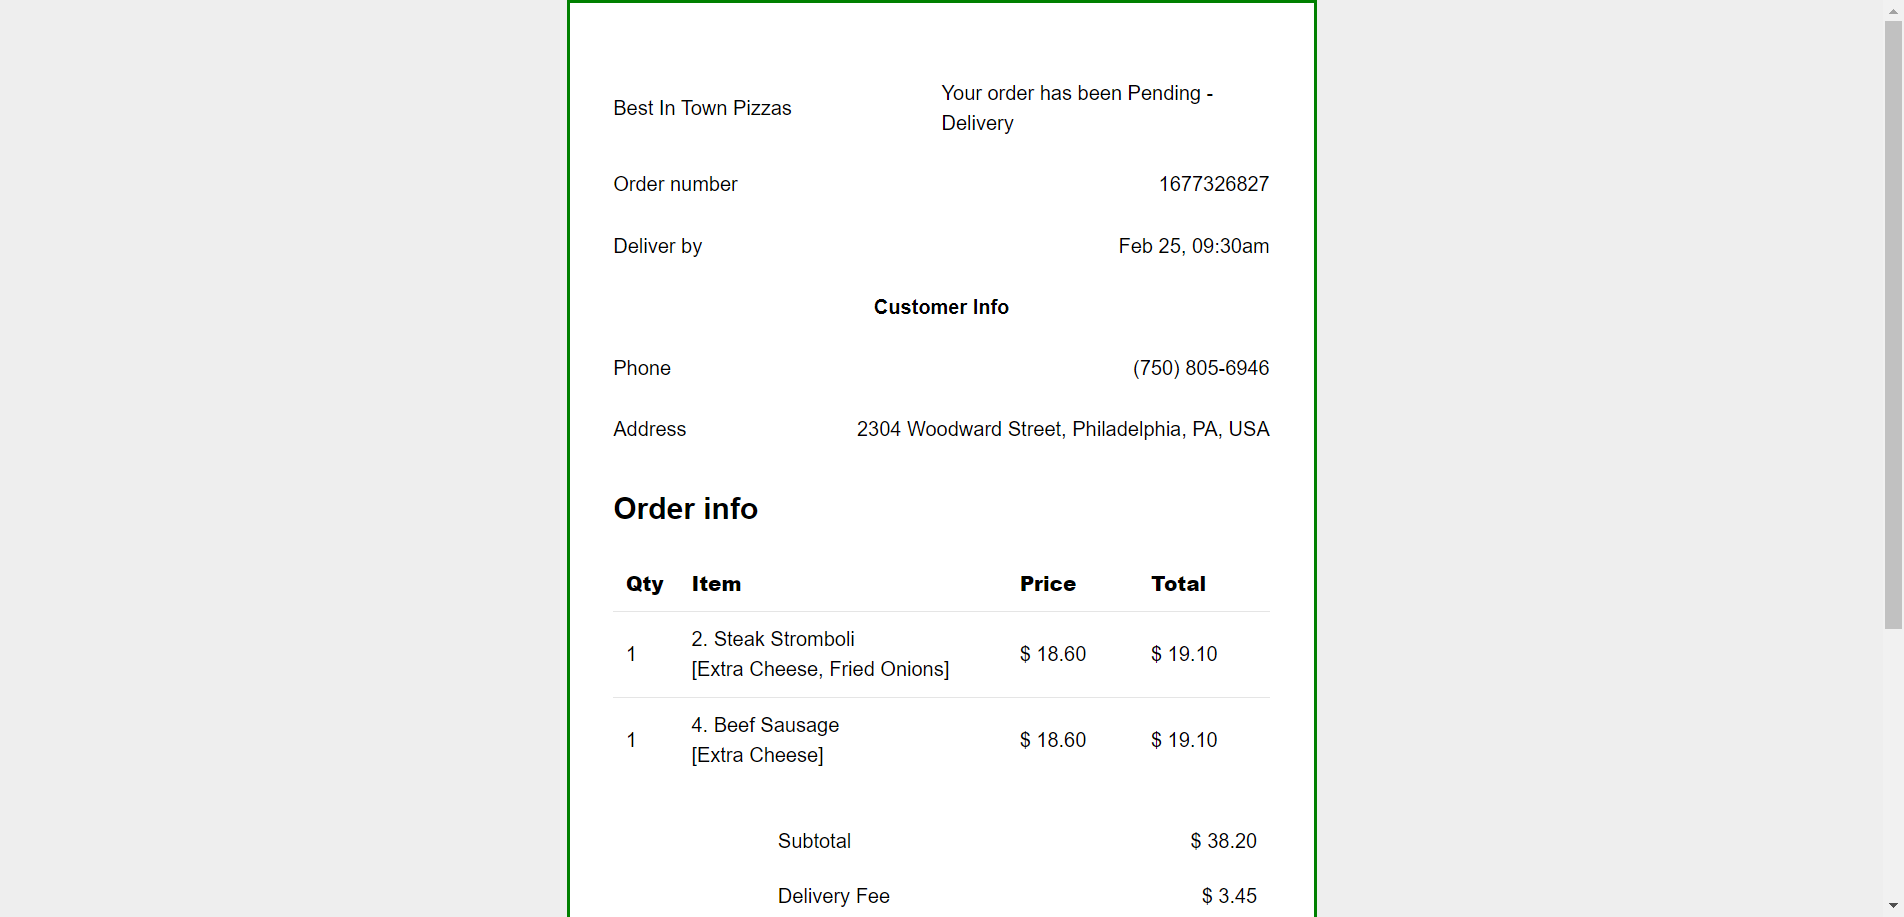 Best In Town Pizzas
Your order has been Pending -
Delivery
Order number 1677326827
Deliver by Feb 25, 09:30am
Customer Info
Phone (750) 805-6946
Address 2304 Woodward Street, Philadelphia, PA, USA
Order info
Qty Item Price Total
1 2. Steak Stromboli $ 18.60 $ 19.10
[Extra Cheese, Fried Onions]
1 4. Beef Sausage $ 18.60 $ 19.10
[Extra Cheese]
Subtotal $ 38.20
Delivery Fee $ 3.45